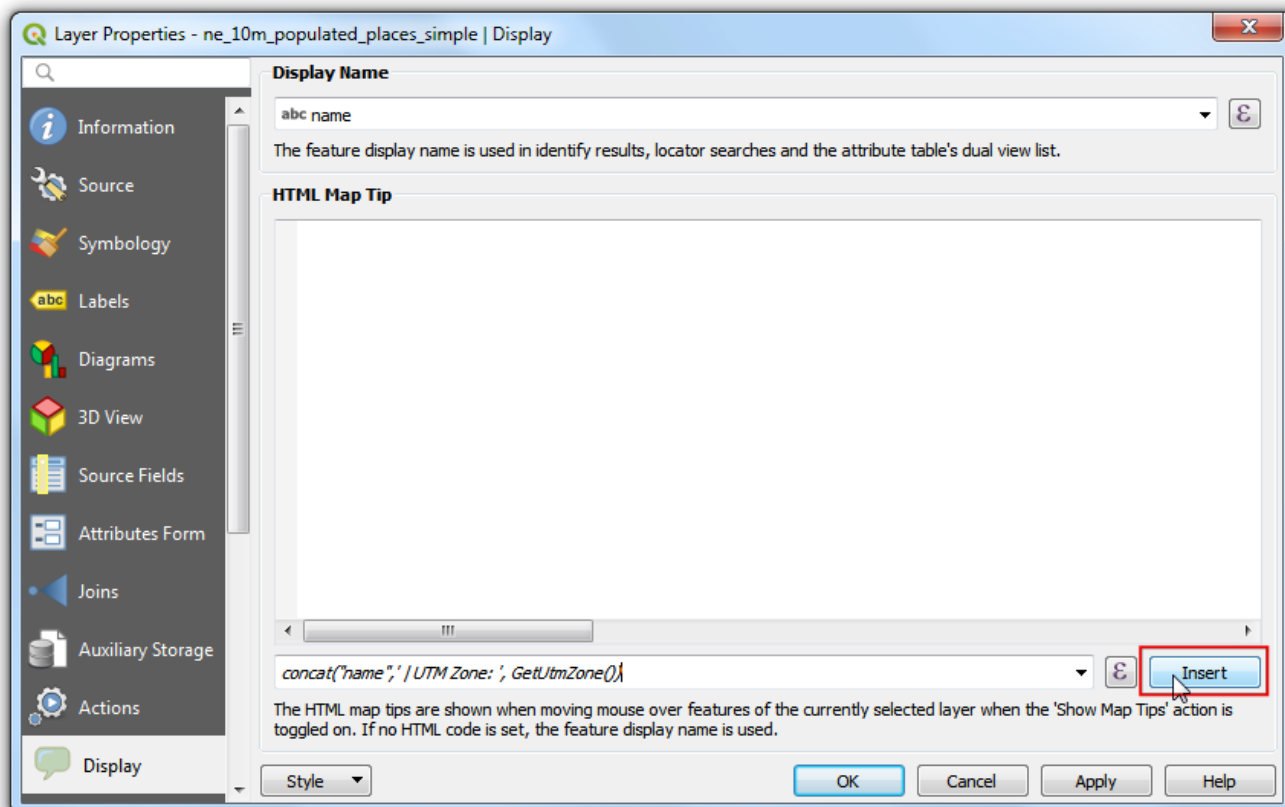 Layer Properties - ne_10m_populated_places_simple | Display
x
Information
Source
Symbology
abc Labels
Diagrams
3D View
Source Fields
Attributes Form
Joins
Auxiliary Storage
Actions
Display
Display Name
abc name
ε
The feature display name is used in identify results, locator searches and the attribute table's dual view list.
HTML Map Tip
concat("name",' | UTM Zone: ', GetUtmZone())
ε
Insert
The HTML map tips are shown when moving mouse over features of the currently selected layer when the 'Show Map Tips' action is
toggled on. If no HTML code is set, the feature display name is used.
Style
OK
Cancel
Apply
Help